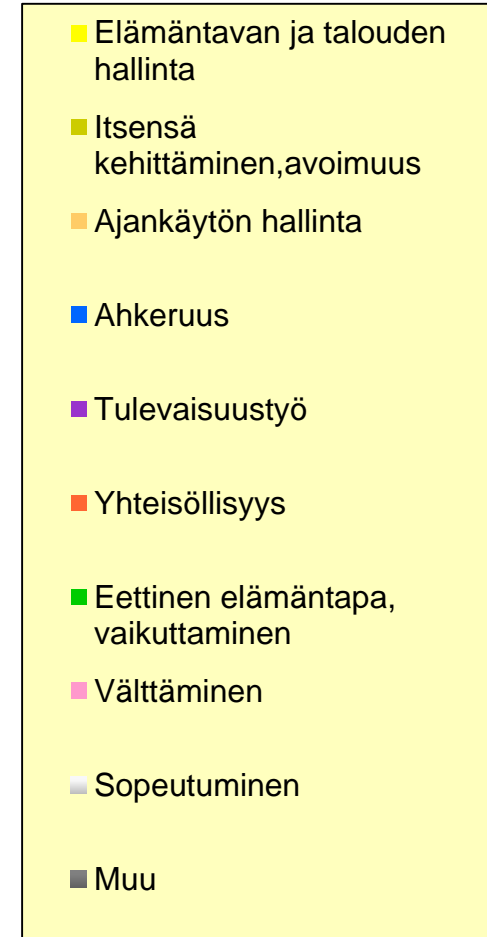 Elämäntavan ja talouden
hallinta
Itsensä
kehittäminen,avoimuus
Ajankäytön hallinta
Ahkeruus
Tulevaisuustyö
Yhteisöllisyys
Eettinen elämäntapa,
vaikuttaminen
Välttäminen
Sopeutuminen
Muu